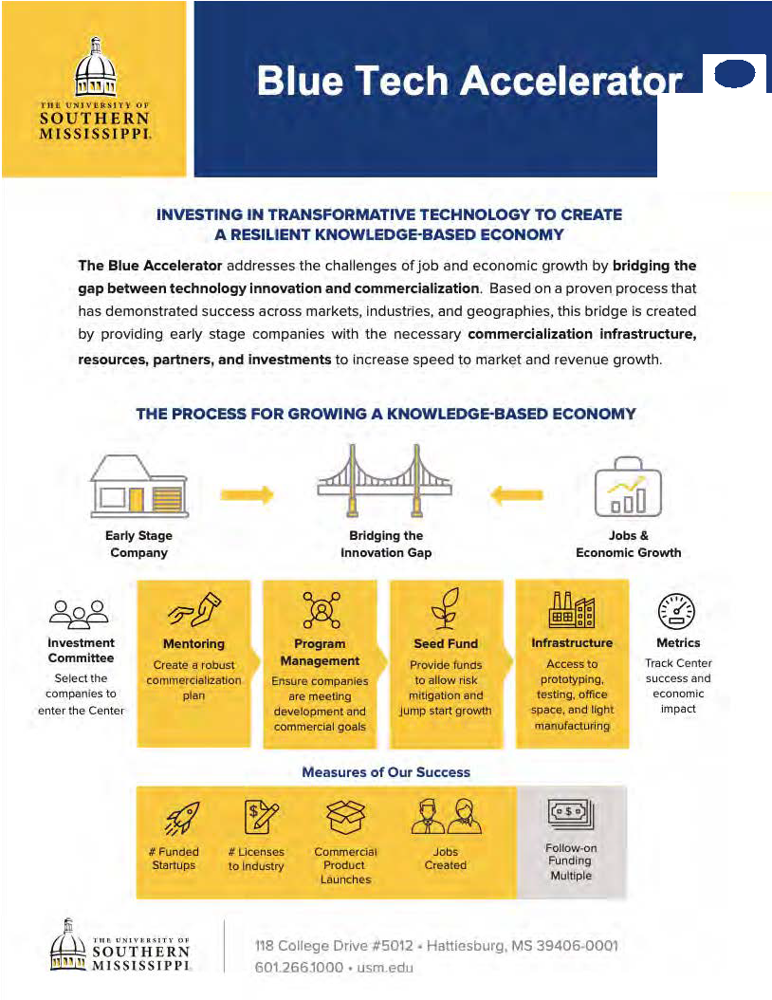 THE UNIVERSITY OF
SOUTHERN
MISSISSIPPI.
Blue Tech Accelerator
INVESTING IN TRANSFORMATIVE TECHNOLOGY TO CREATE
A RESILIENT KNOWLEDGE-BASED ECONOMY
The Blue Accelerator addresses the challenges of job and economic growth by bridging the
gap between technology innovation and commercialization. Based on a proven process that
has demonstrated success across markets, industries, and geographies, this bridge is created
by providing early stage companies with the necessary commercialization infrastructure,
resources, partners, and investments to increase speed to market and revenue growth.
THE PROCESS FOR GROWING A KNOWLEDGE-BASED ECONOMY
Early Stage
Company
Bridging the
Innovation Gap
Jobs &
Economic Growth
Investment
Committee
Select the
companies to
enter the Center
Mentoring
Create a robust
commercialization
plan
Program
Management
Ensure companies
are meeting
development and
commercial goals
Seed Fund
Provide funds
to allow risk
mitigation and
jump start growth
Infrastructure
Access to
prototyping,
testing, office
space, and light
manufacturing
Metrics
Track Center
success and
economic
impact
Measures of Our Success
# Funded
Startups
# Licenses
to Industry
Commercial
Product
Launches
Jobs
Created
Follow-on
Funding
Multiple
THE UNIVERSITY OF
SOUTHERN
MISSISSIPPI
118 College Drive #5012 • Hattiesburg, MS 39406-0001
601.266.1000 • usm.edu